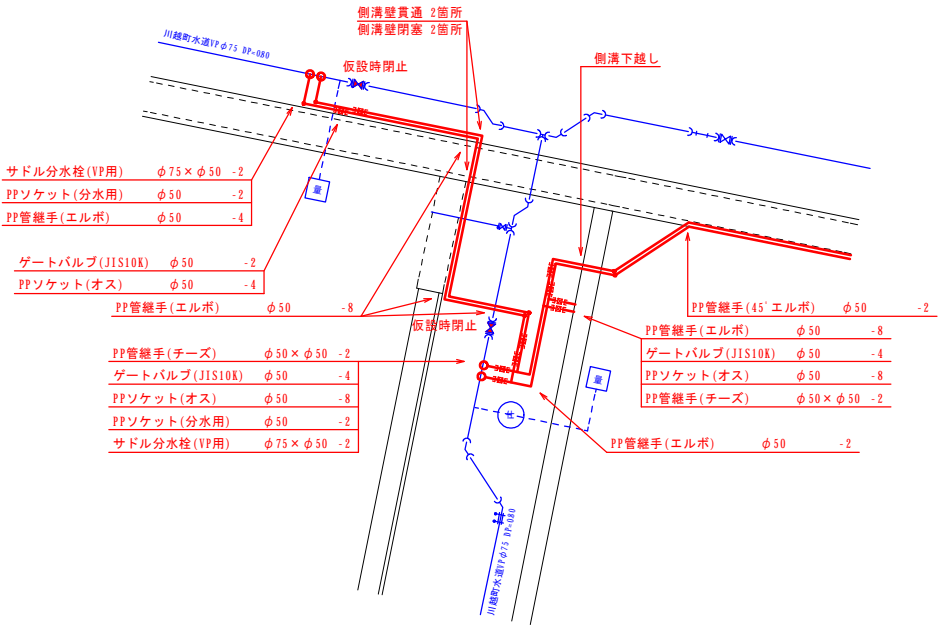 側溝壁貫通 2箇所
側溝壁閉塞 2箇所
川越町水道VPφ75 DP=0.80
仮設時閉止
側溝下越し
サドル分水栓(VP用) φ75×φ50 -2
PPソケット(分水用) φ50 -2
PP管継手(エルボ) φ50 -4
量
ゲートバルブ(JIS10K) φ50 -2
PPソケット(オス) φ50 -4
PP管継手(エルボ) φ50 -8
仮設時閉止
PP管継手(45°エルボ) φ50 -2
PP管継手(エルボ) φ50 -8
ゲートバルブ(JIS10K) φ50 -4
PPソケット(オス) φ50 -8
PP管継手(チーズ) φ50×φ50 -2
PP管継手(チーズ) φ50×φ50 -2
ゲートバルブ(JIS10K) φ50 -4
PPソケット(オス) φ50 -8
PPソケット(分水用) φ50 -2
サドル分水栓(VP用) φ75×φ50 -2
量
PP管継手(エルボ) φ50 -2
川越町水道VPφ75 DP=0.80